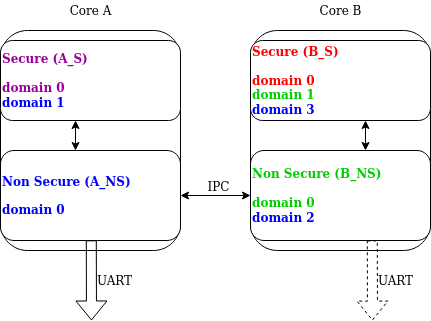 Core A
Core B
Secure (A_S)
domain 0
domain 1
Secure (B_S)
domain 0
domain 1
domain 3
Non Secure (A_NS)
domain 0
IPC
Non Secure (B_NS)
domain 0
domain 2
UART
UART